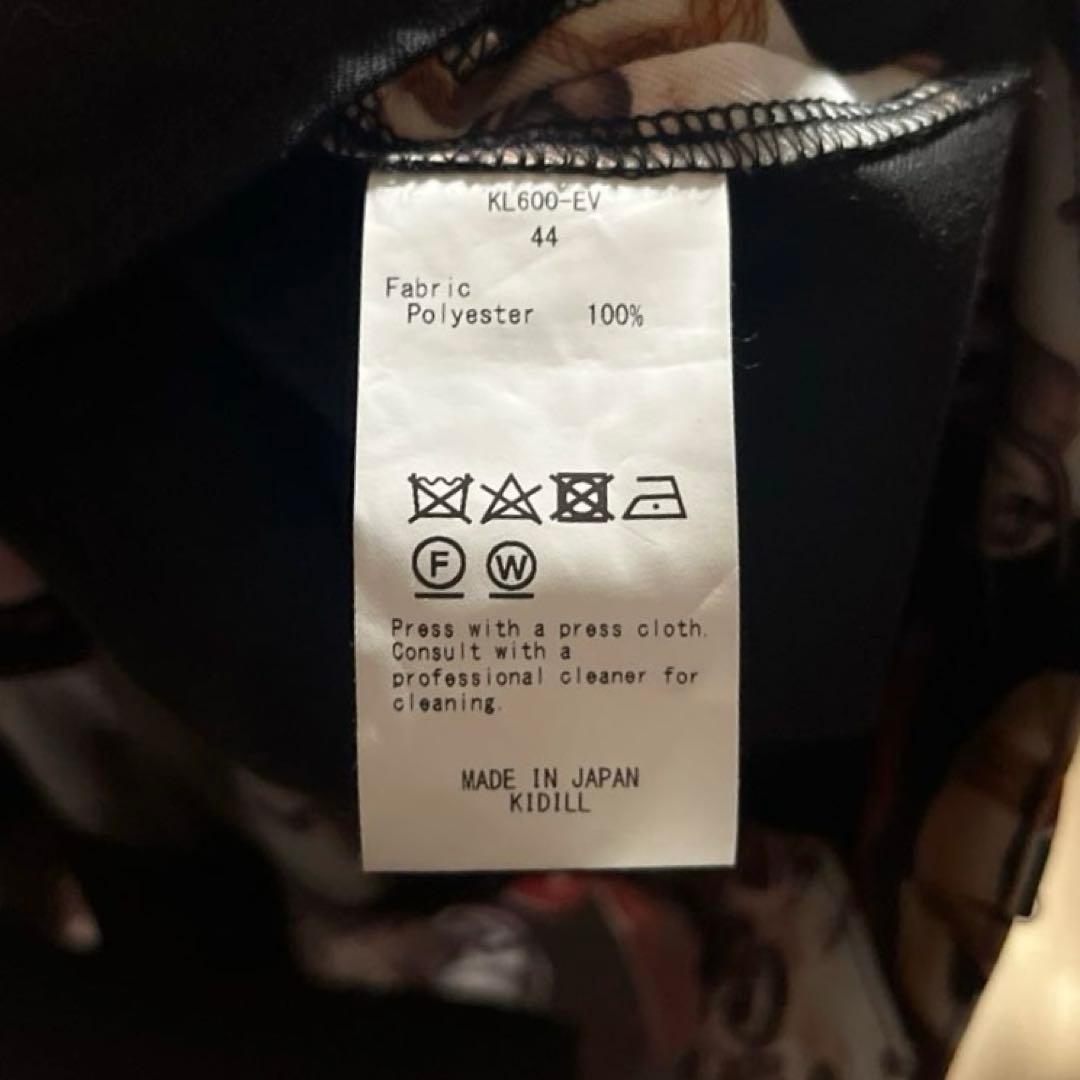 KL600-EV
44
Fabric
Polyester 100%
F W
Press with a press cloth.
Consult with a
professional cleaner for
cleaning.
MADE IN JAPAN
KIDILL